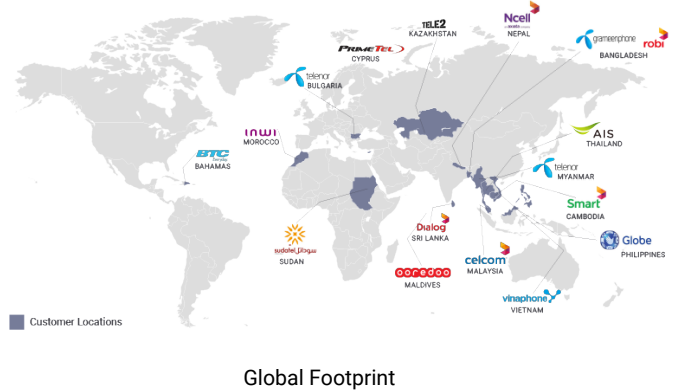 TELE2
KAZAKHSTAN
Ncell
NEPAL
PRIMETEL
CYPRUS
grameenphone
robi
BANGLADESH
telenor
BULGARIA
inwi
MOROCCO
BTC
BAHAMAS
AIS
THAILAND
telenor
MYANMAR
Smart
CAMBODIA
sudatel سوداتل
SUDAN
Dialog
SRI LANKA
Globe
PHILIPPINES
ooredoo
MALDIVES
celcom
MALAYSIA
vinaphone
VIETNAM
Customer Locations
Global Footprint